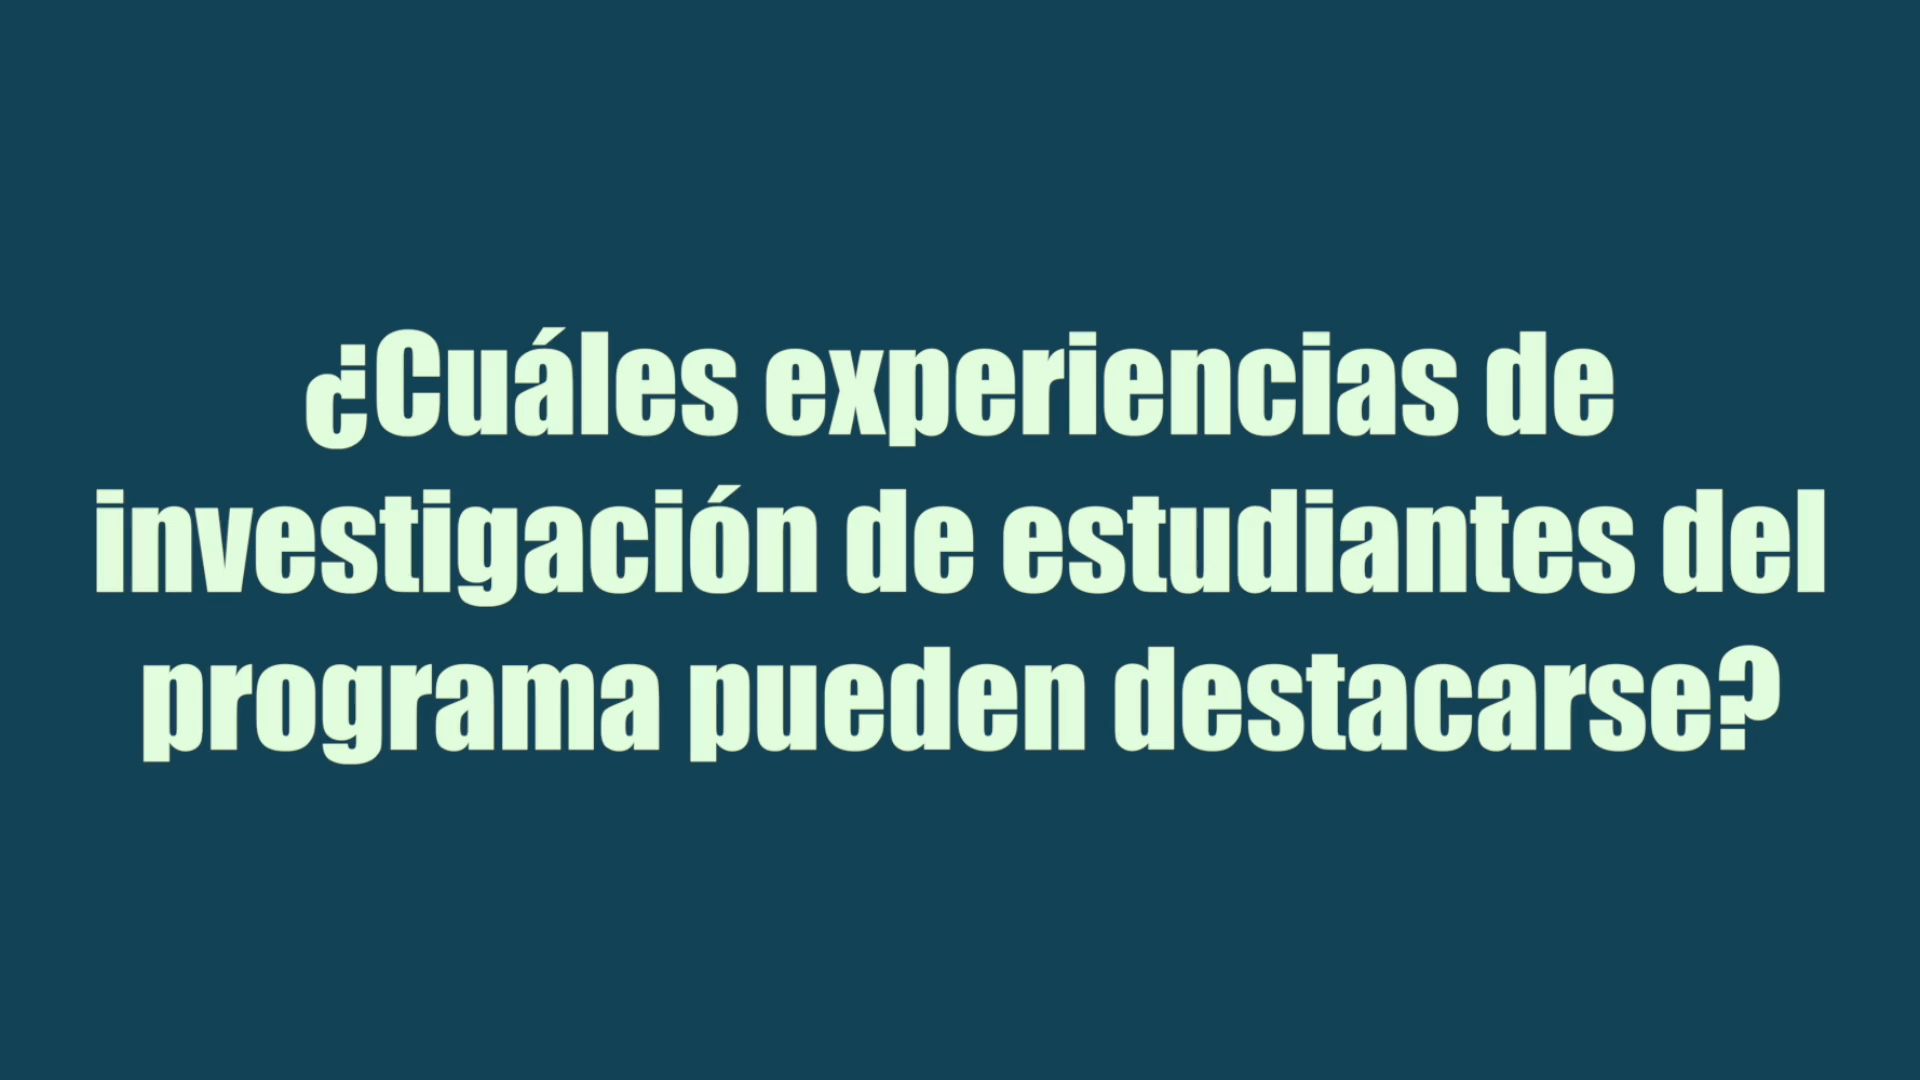 ¿Cuáles experiencias de
investigación de estudiantes del
programa pueden destacarse?